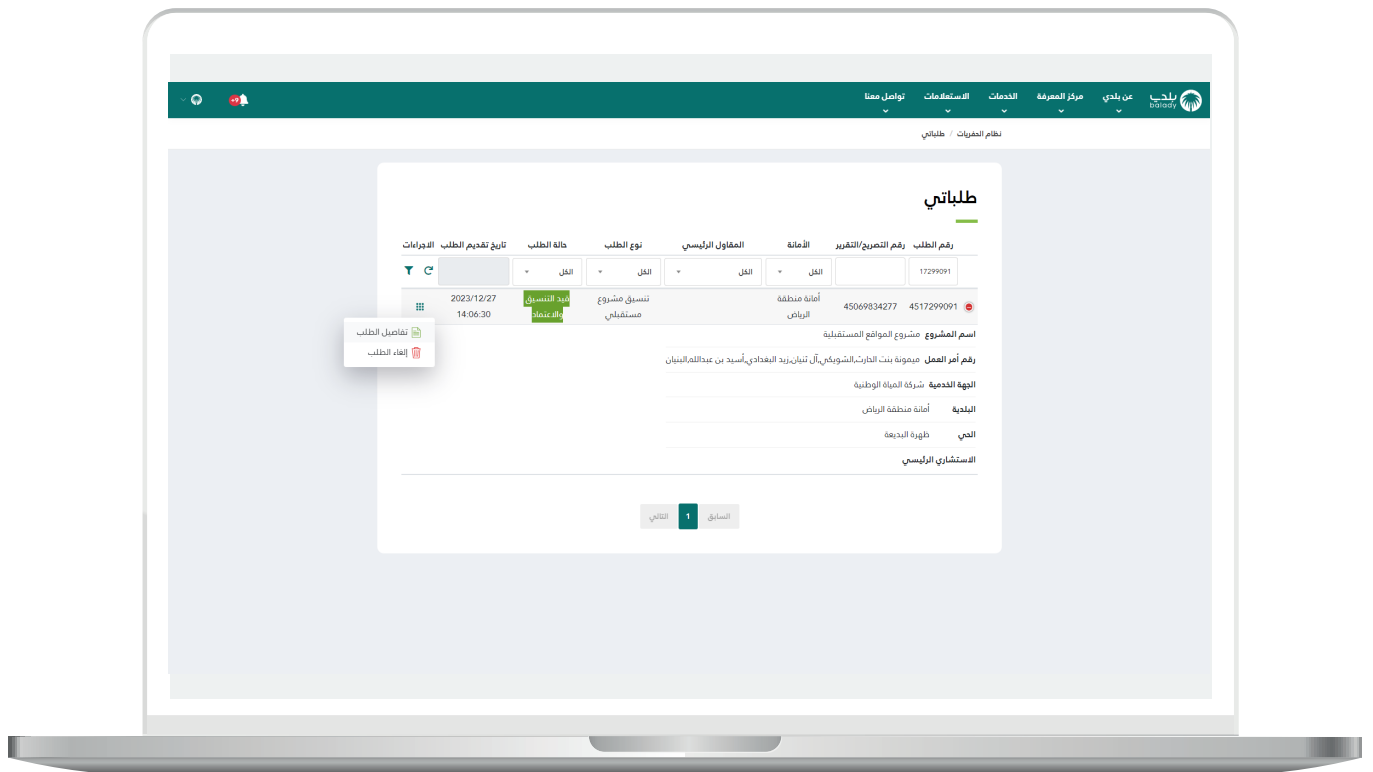 بلدي
balady
عن بلدي
مركز المعرفة
الخدمات
الاستعلامات
تواصل معنا
+9
نظام الحفريات / طلباتي
طلباتي
رقم الطلب رقم التصريح/التقرير الأمانة المقاول الرئيسي نوع الطلب حالة الطلب تاريخ تقديم الطلب الاجراءات
17299091 الكل الكل الكل الكل
4517299091 45069834277 أمانة منطقة الرياض تنسيق مشروع مستقبلي قيد التنسيق والاعتماد 2023/12/27 14:06:30
تفاصيل الطلب
إلغاء الطلب
اسم المشروع مشروع المواقع المستقبلية
رقم أمر العمل ميمونة بنت الحارث,الشويكي,آل ثنيان,زيد البغدادي,أسيد بن عبدالله,البنيان
الجهة الخدمية شركة المياة الوطنية
البلدية أمانة منطقة الرياض
الحي ظهرة البديعة
الاستشاري الرئيسي
السابق 1 التالي